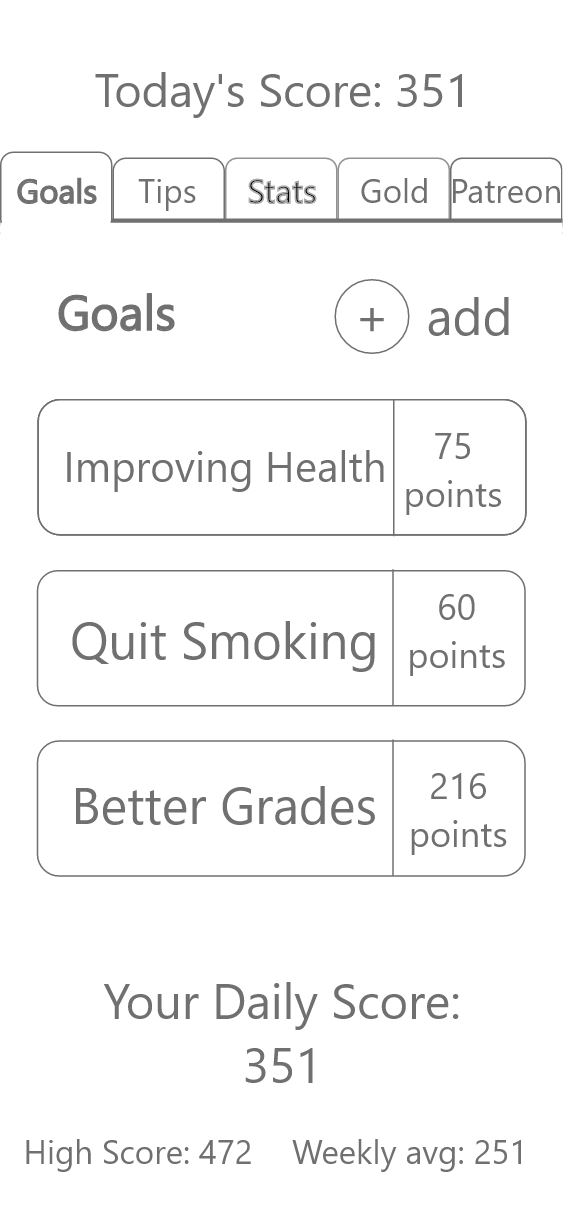 Today's Score: 351
Goals Tips Stats Gold Patreon
Goals + add
Improving Health
75
points
Quit Smoking
60
points
Better Grades
216
points
Your Daily Score:
351
High Score: 472 Weekly avg: 251